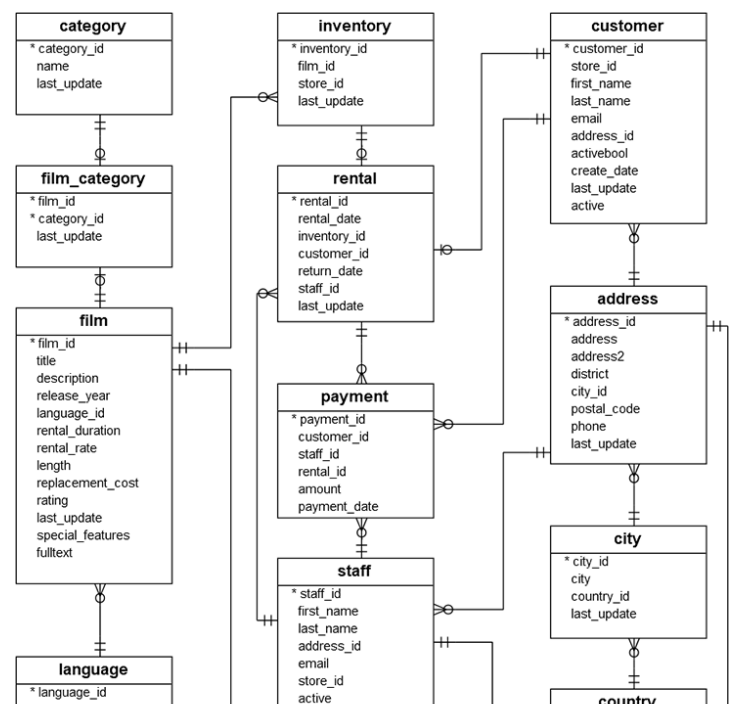 category
* category_id
name
last_update
film_category
* film_id
* category_id
last_update
film
* film_id
title
description
release_year
language_id
rental_duration
rental_rate
length
replacement_cost
rating
last_update
special_features
fulltext
language
* language_id
inventory
* inventory_id
film_id
store_id
last_update
rental
* rental_id
rental_date
inventory_id
customer_id
return_date
staff_id
last_update
payment
* payment_id
customer_id
staff_id
rental_id
amount
payment_date
staff
* staff_id
first_name
last_name
address_id
email
store_id
active
customer
* customer_id
store_id
first_name
last_name
email
address_id
activebool
create_date
last_update
active
address
* address_id
address
address2
district
city_id
postal_code
phone
last_update
city
* city_id
city
country_id
last_update
country